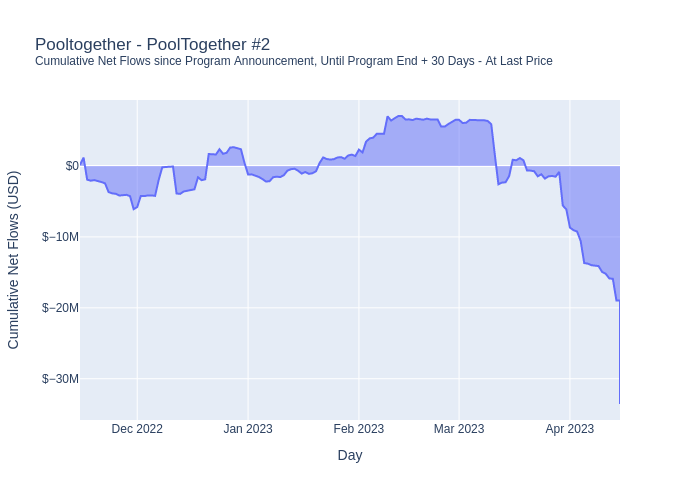 Pooltogether - PoolTogether #2
Cumulative Net Flows since Program Announcement, Until Program End + 30 Days - At Last Price
Cumulative Net Flows (USD)
$0
$−10M
$−20M
$−30M
Dec 2022
Jan 2023
Feb 2023
Mar 2023
Apr 2023
Day